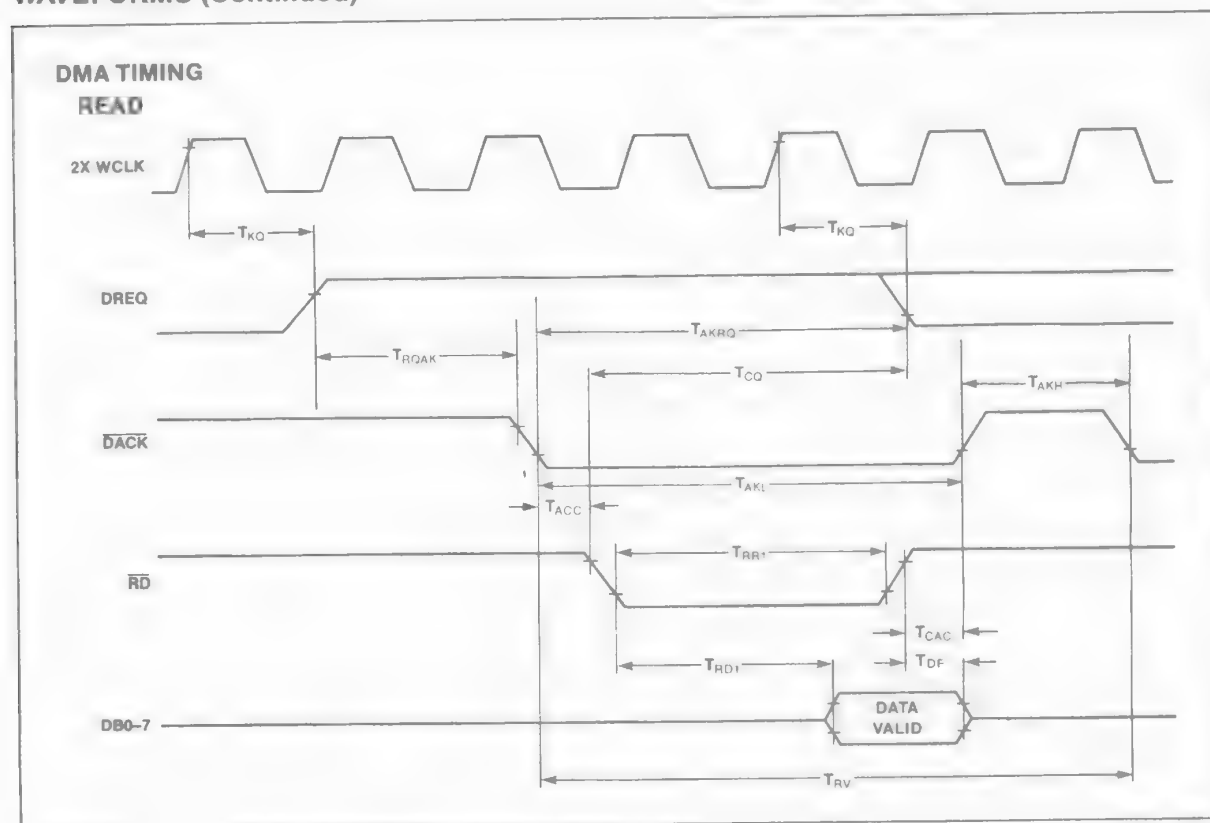 WAVEFORMS (Continued)
DMA TIMING
READ
2X WCLK
TKQ
TKQ
DREQ
TAKRQ
TRQAK
TCQ
TAKH
DACK
TAKL
TACC
TRR1
RD
TCAC
TRD1
TDF
DB0–7
DATA
VALID
TRV